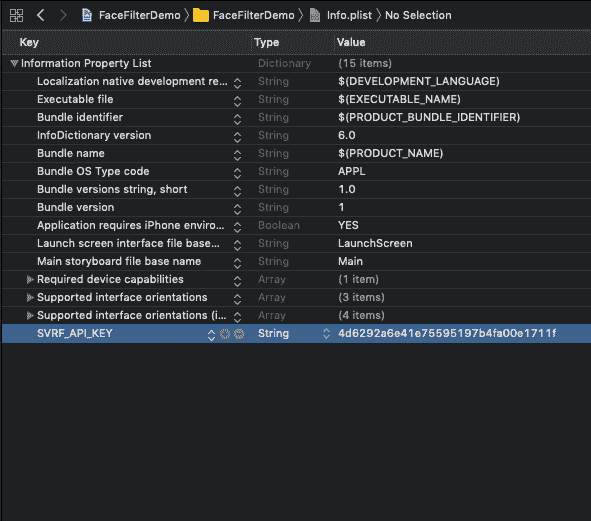 FaceFilterDemo FaceFilterDemo Info.plist No Selection
Key Type Value
Information Property List Dictionary (15 items)
Localization native development re... String $(DEVELOPMENT_LANGUAGE)
Executable file String $(EXECUTABLE_NAME)
Bundle identifier String $(PRODUCT_BUNDLE_IDENTIFIER)
InfoDictionary version String 6.0
Bundle name String $(PRODUCT_NAME)
Bundle OS Type code String APPL
Bundle versions string, short String 1.0
Bundle version String 1
Application requires iPhone enviro... Boolean YES
Launch screen interface file base... String LaunchScreen
Main storyboard file base name String Main
Required device capabilities Array (1 item)
Supported interface orientations Array (3 items)
Supported interface orientations (i... Array (4 items)
SVRF_API_KEY String 4d6292a6e41e75595197b4fa00e1711f